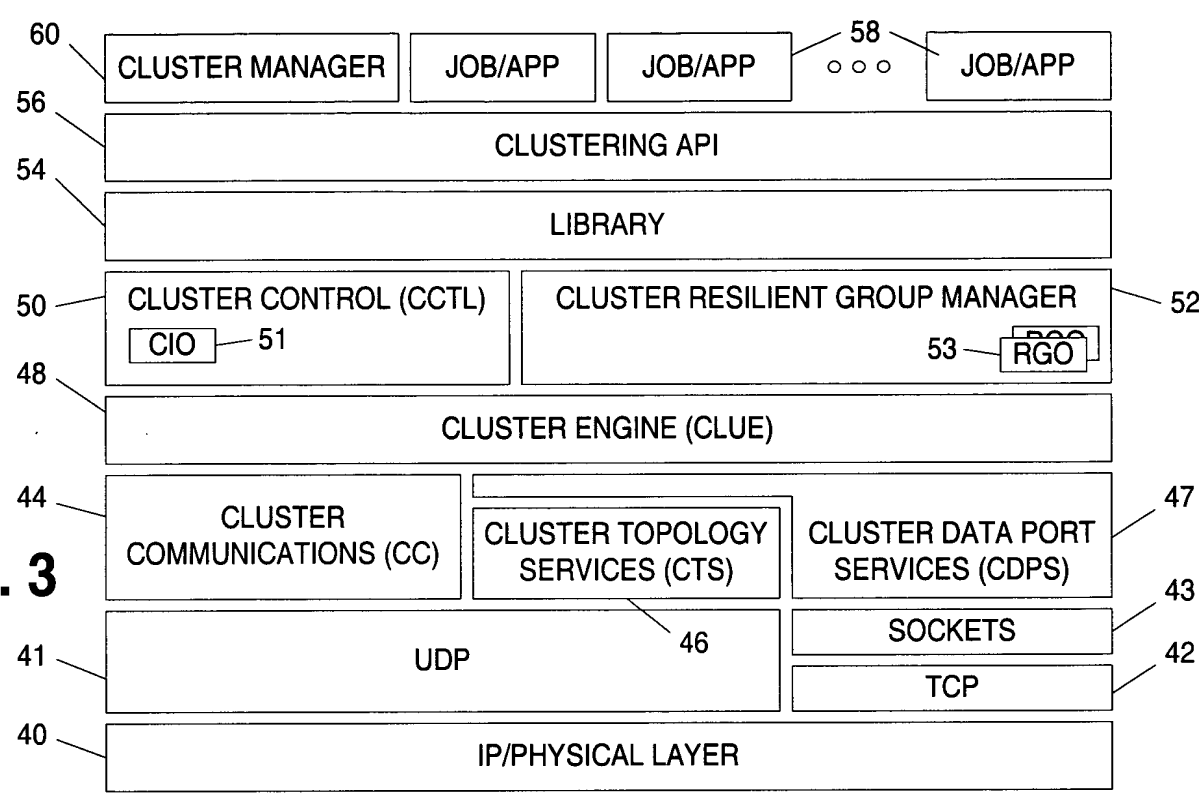 60
58
CLUSTER MANAGER
JOB/APP
JOB/APP
JOB/APP
56
CLUSTERING API
54
LIBRARY
50
CLUSTER CONTROL (CCTL)
CLUSTER RESILIENT GROUP MANAGER
52
CIO
51
53
RGO
48
CLUSTER ENGINE (CLUE)
44
CLUSTER
COMMUNICATIONS (CC)
CLUSTER TOPOLOGY
SERVICES (CTS)
CLUSTER DATA PORT
SERVICES (CDPS)
47
. 3
43
41
UDP
46
SOCKETS
42
TCP
40
IP/PHYSICAL LAYER